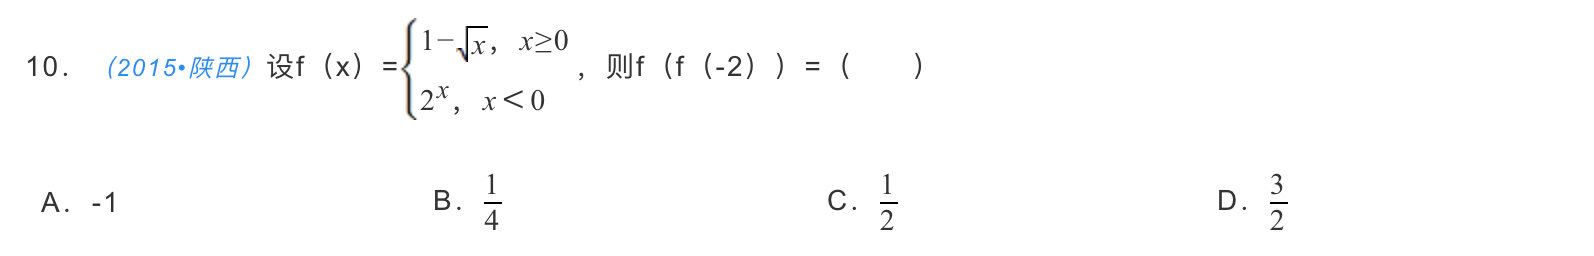 10. （2015•陕西）设f（x）={1-√x, x≥0
2^x, x<0 ，则f（f（-2））=（  ）
A. -1 B. 1/4 C. 1/2 D. 3/2